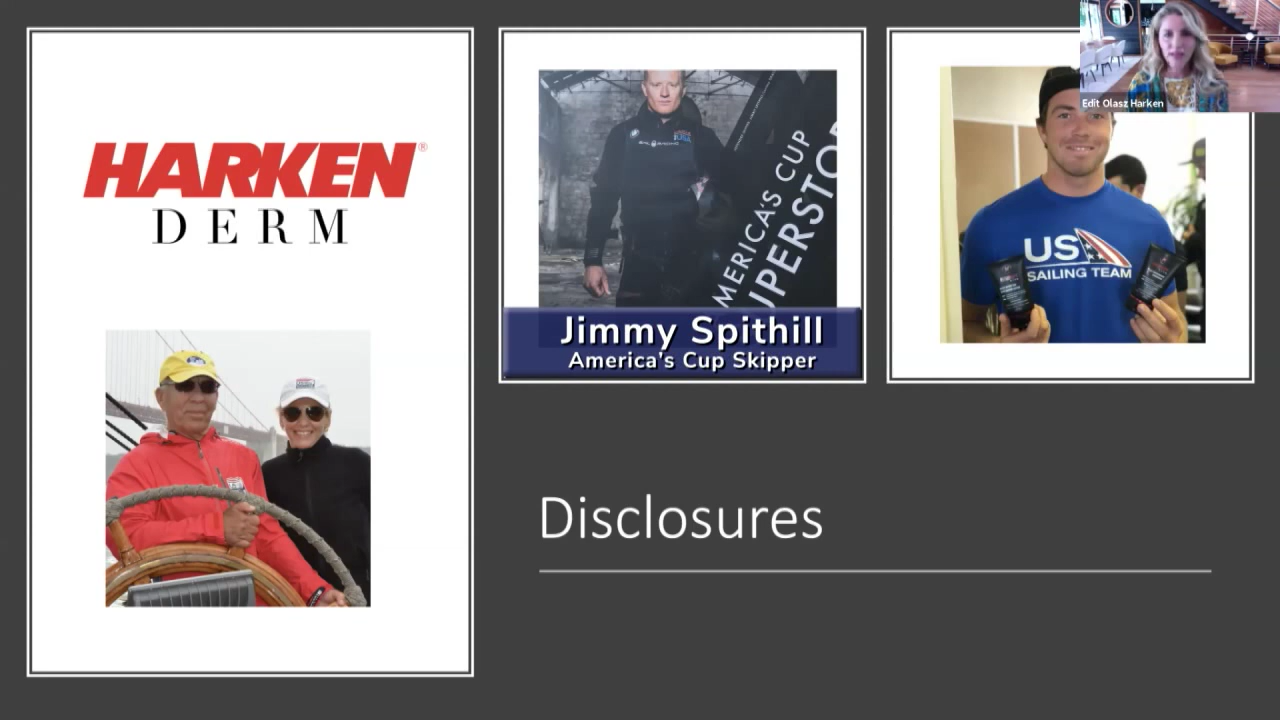 HARKEN®
DERM
AMERICA'S CUP
SUPERSTO
Jimmy Spithill
America's Cup Skipper
Edit Olasz Harken
US
SAILING TEAM
Disclosures